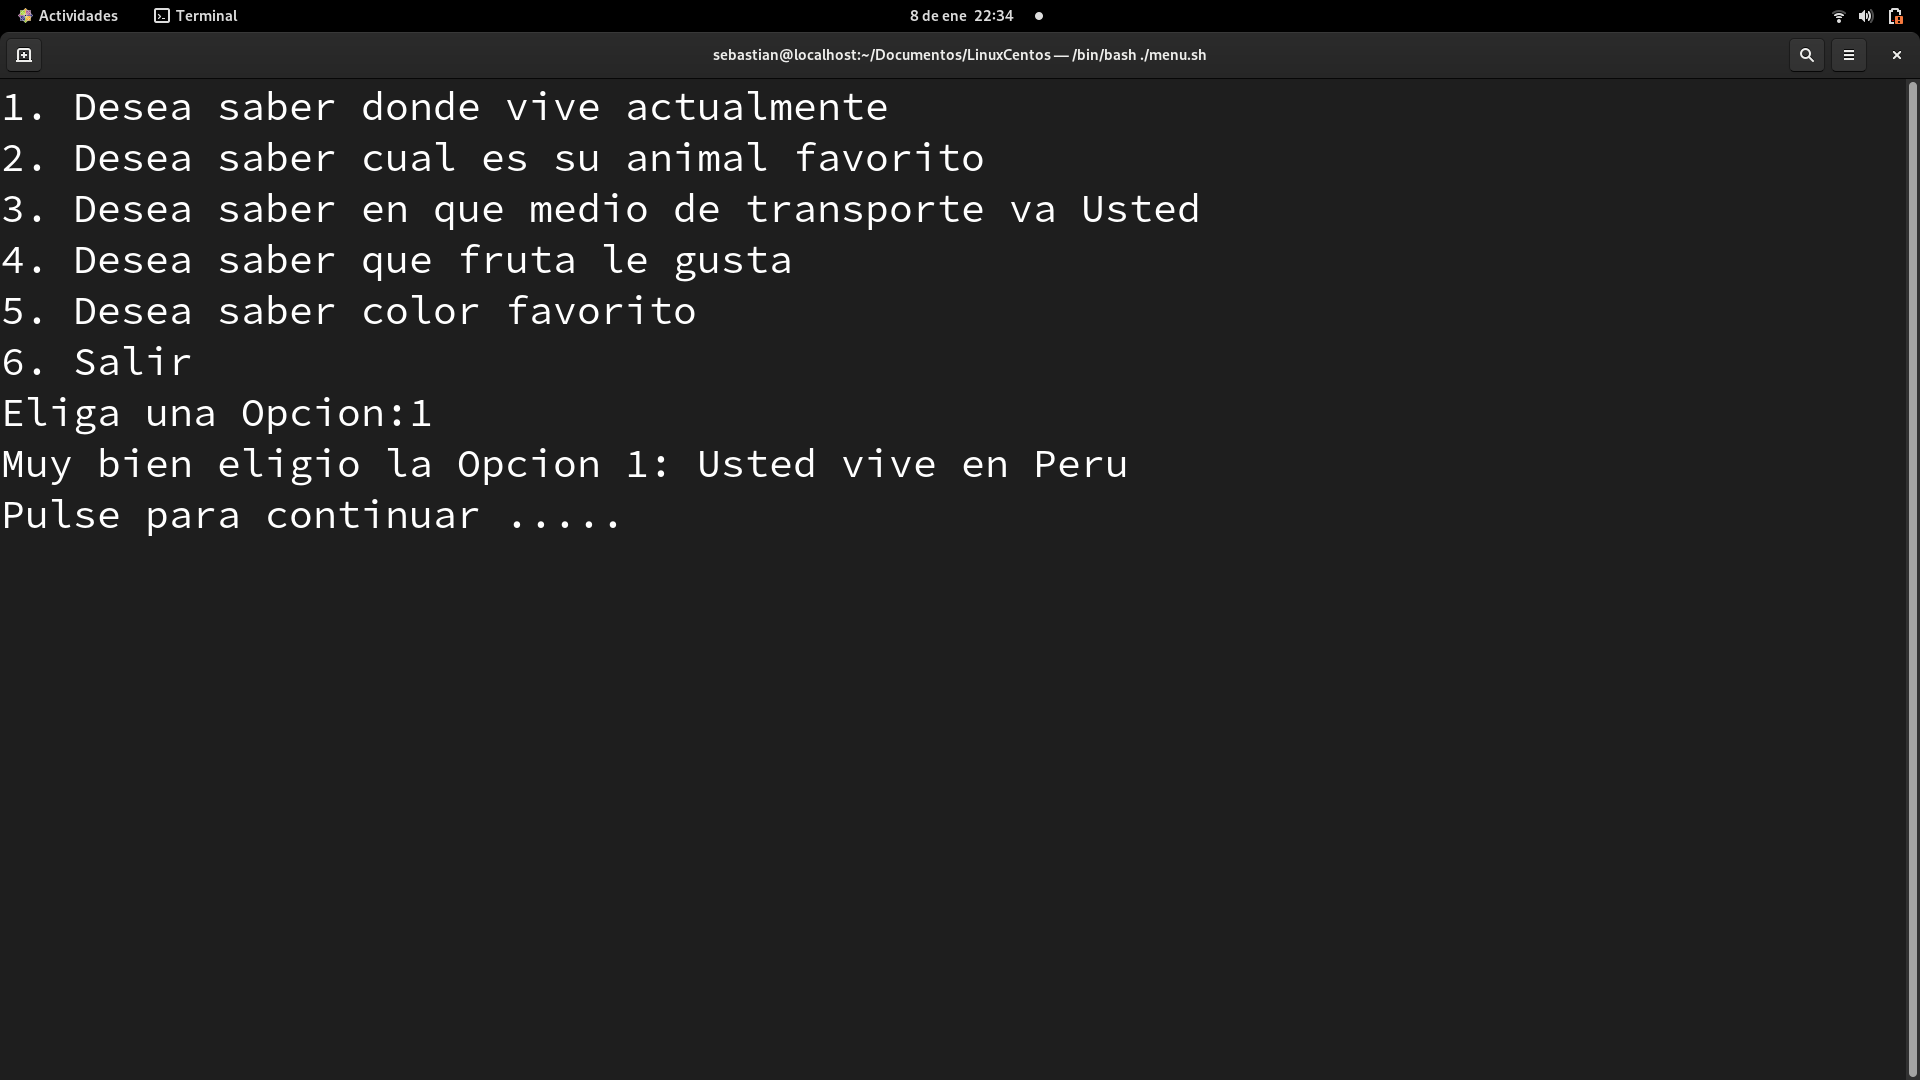 Actividades Terminal 8 de ene 22:34
sebastian@localhost:~/Documentos/LinuxCentos — /bin/bash ./menu.sh
1. Desea saber donde vive actualmente
2. Desea saber cual es su animal favorito
3. Desea saber en que medio de transporte va Usted
4. Desea saber que fruta le gusta
5. Desea saber color favorito
6. Salir
Eliga una Opcion:1
Muy bien eligio la Opcion 1: Usted vive en Peru
Pulse para continuar .....